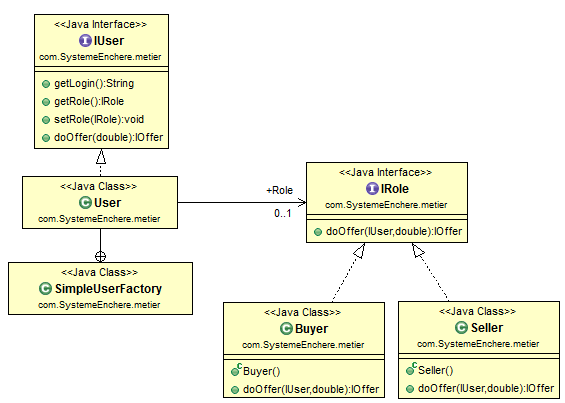 <<Java Interface>>
IUser
com.SystemeEnchere.metier
getLogin():String
getRole():IRole
setRole(IRole):void
doOffer(double):IOffer
<<Java Class>>
User
com.SystemeEnchere.metier
+Role
0..1
<<Java Interface>>
IRole
com.SystemeEnchere.metier
doOffer(IUser,double):IOffer
<<Java Class>>
SimpleUserFactory
com.SystemeEnchere.metier
<<Java Class>>
Buyer
com.SystemeEnchere.metier
Buyer()
doOffer(IUser,double):IOffer
<<Java Class>>
Seller
com.SystemeEnchere.metier
Seller()
doOffer(IUser,double):IOffer